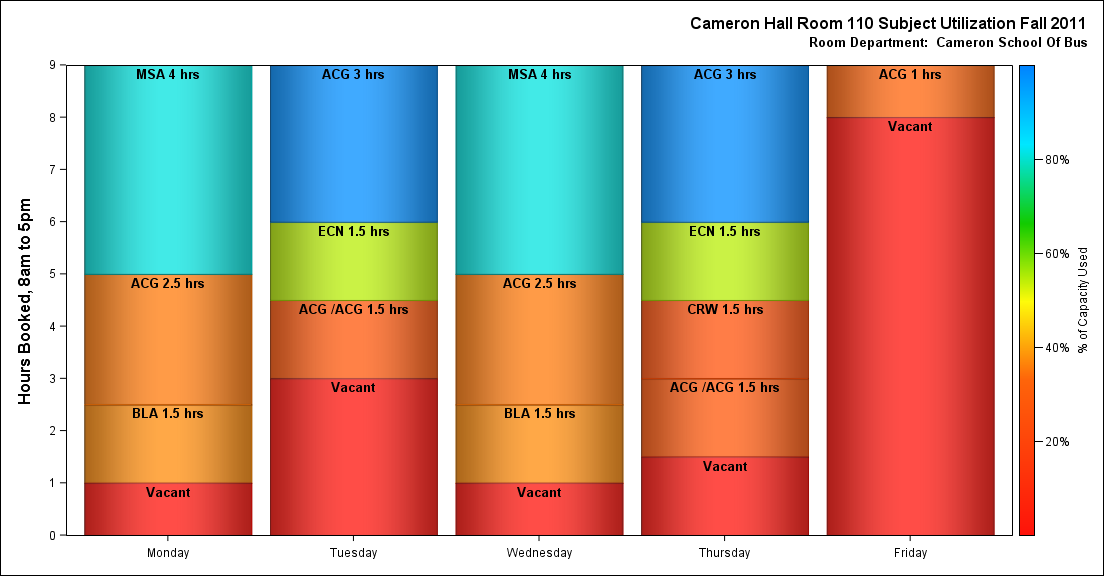 Cameron Hall Room 110 Subject Utilization Fall 2011
Room Department:  Cameron School Of Bus
Hours Booked, 8am to 5pm
9
8
7
6
5
4
3
2
1
0
MSA 4 hrs
ACG 2.5 hrs
BLA 1.5 hrs
Vacant
ACG 3 hrs
ECN 1.5 hrs
ACG /ACG 1.5 hrs
Vacant
MSA 4 hrs
ACG 2.5 hrs
BLA 1.5 hrs
Vacant
ACG 3 hrs
ECN 1.5 hrs
CRW 1.5 hrs
ACG /ACG 1.5 hrs
Vacant
ACG 1 hrs
Vacant
Monday
Tuesday
Wednesday
Thursday
Friday
80%
60%
40%
20%
% of Capacity Used